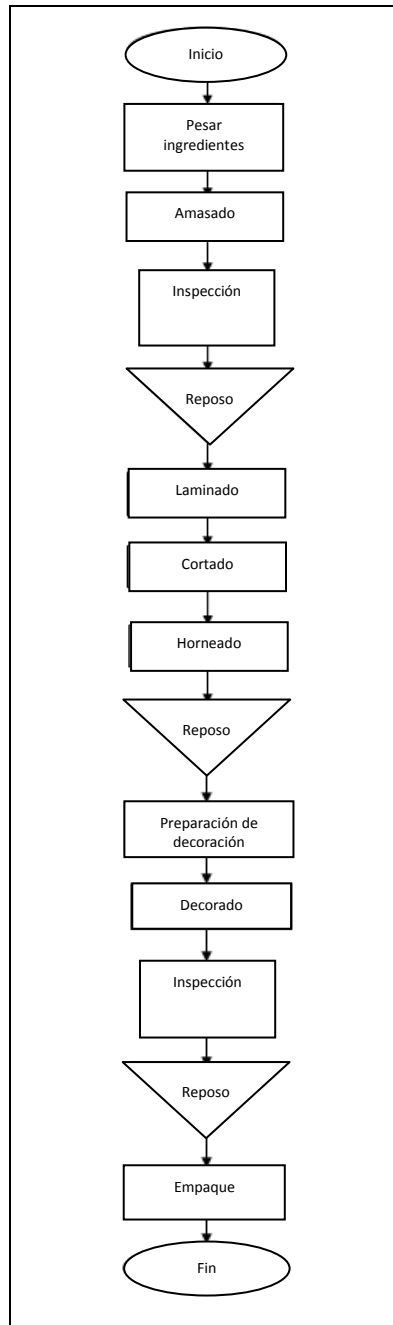 Inicio
Pesar
ingredientes
Amasado
Inspección
Reposo
Laminado
Cortado
Horneado
Reposo
Preparación de
decoración
Decorado
Inspección
Reposo
Empaque
Fin